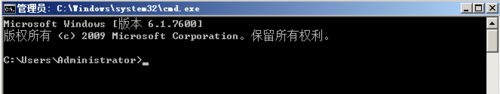 管理员: C:\Windows\system32\cmd.exe
Microsoft Windows [版本 6.1.7600]
版权所有 (c) 2009 Microsoft Corporation。保留所有权利。
C:\Users\Administrator>_